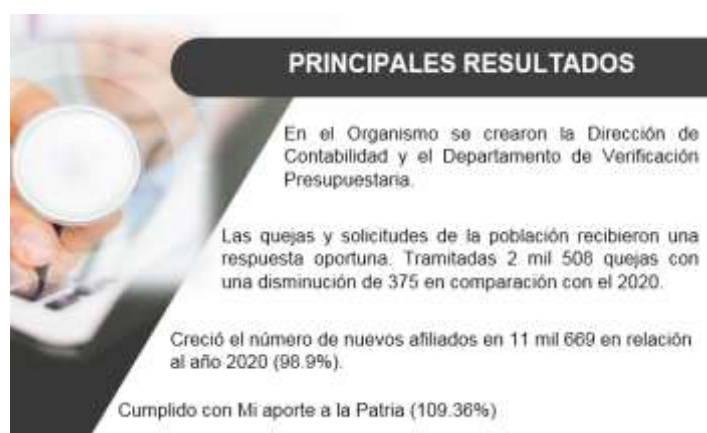 PRINCIPALES RESULTADOS
En el Organismo se crearon la Dirección de
Contabilidad y el Departamento de Verificación
Presupuestaria.
Las quejas y solicitudes de la población recibieron una
respuesta oportuna. Tramitadas 2 mil 508 quejas con
una disminución de 375 en comparación con el 2020.
Creció el número de nuevos afiliados en 11 mil 669 en relación
al año 2020 (98.9%).
Cumplido con Mi aporte a la Patria (109.36%)